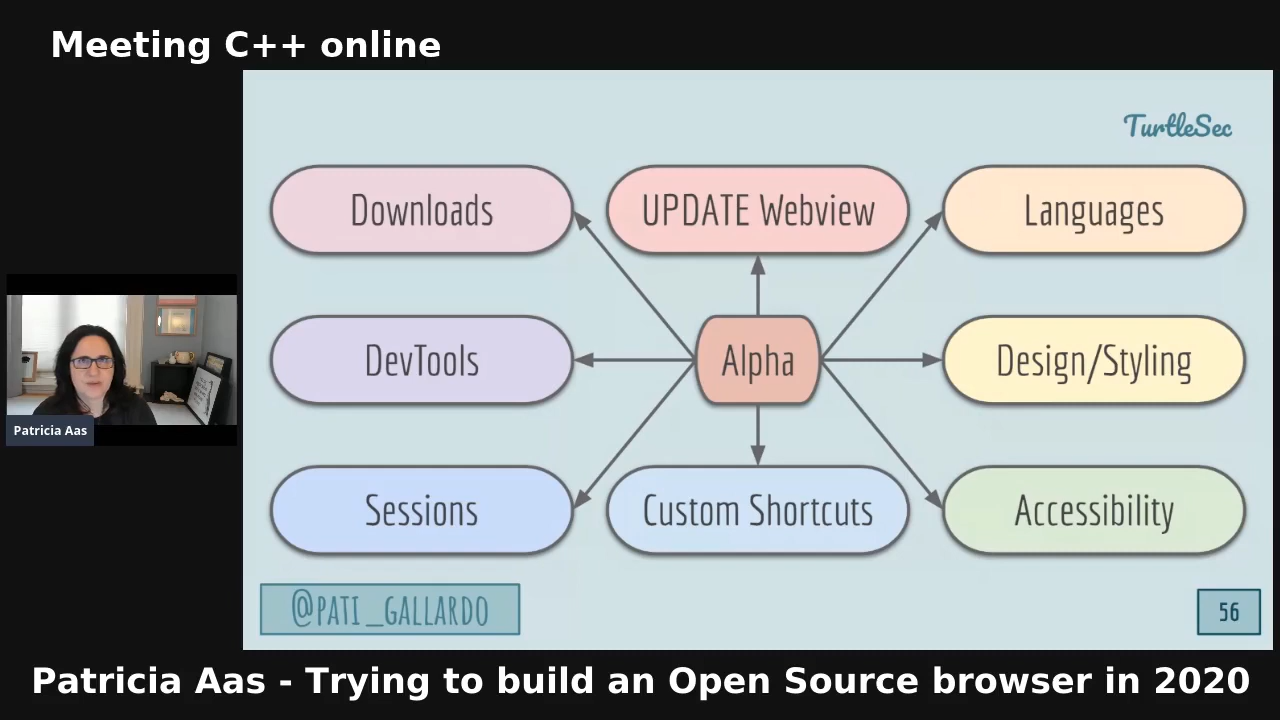 Meeting C++ online
TurtleSec
Downloads
UPDATE Webview
Languages
DevTools
Alpha
Design/Styling
Sessions
Custom Shortcuts
Accessibility
@PATI_GALLARDO
56
Patricia Aas
Patricia Aas - Trying to build an Open Source browser in 2020